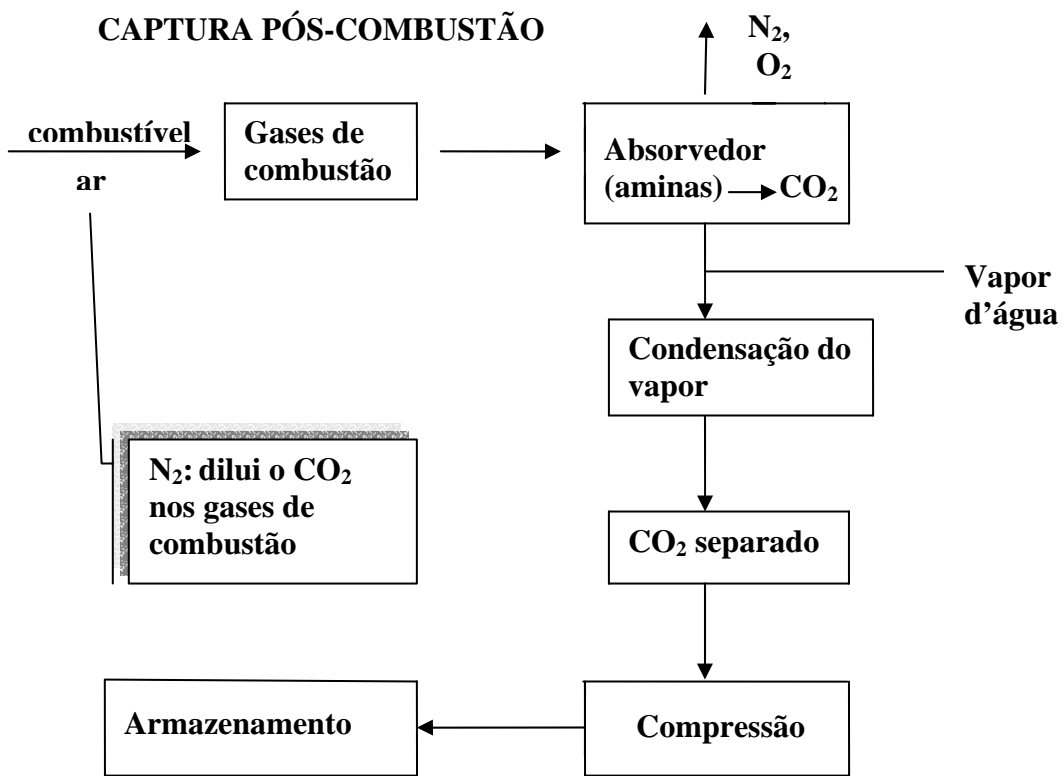 CAPTURA PÓS-COMBUSTÃO
N₂,
O₂
combustível
ar
Gases de
combustão
Absorvedor
(aminas) → CO₂
Vapor
d’água
Condensação do
vapor
N₂: dilui o CO₂
nos gases de
combustão
CO₂ separado
Armazenamento
Compressão